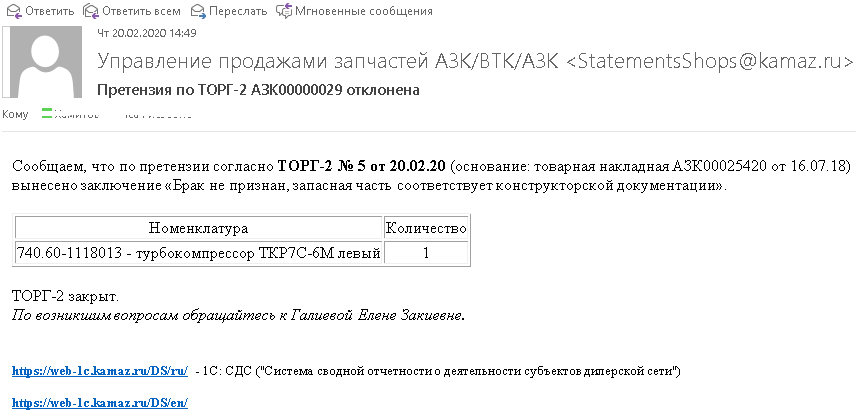 Ответить Ответить всем Переслать Мгновенные сообщения
Чт 20.02.2020 14:49
Управление продажами запчастей АЗК/ВТК/АЗК <StatementsShops@kamaz.ru>
Претензия по ТОРГ-2 АЗК00000029 отклонена
Кому
Сообщаем, что по претензии согласно ТОРГ-2 № 5 от 20.02.20 (основание: товарная накладная АЗК00025420 от 16.07.18)
вынесено заключение «Брак не признан, запасная часть соответствует конструкторской документации».
Номенклатура Количество
740.60-1118013 - турбокомпрессор ТКР7С-6М левый 1
ТОРГ-2 закрыт.
По возникшим вопросам обращайтесь к Галиевой Елене Закиевне.
https://web-1c.kamaz.ru/DS/ru/ - 1С: СДС ("Система сводной отчетности о деятельности субъектов дилерской сети")
https://web-1c.kamaz.ru/DS/en/